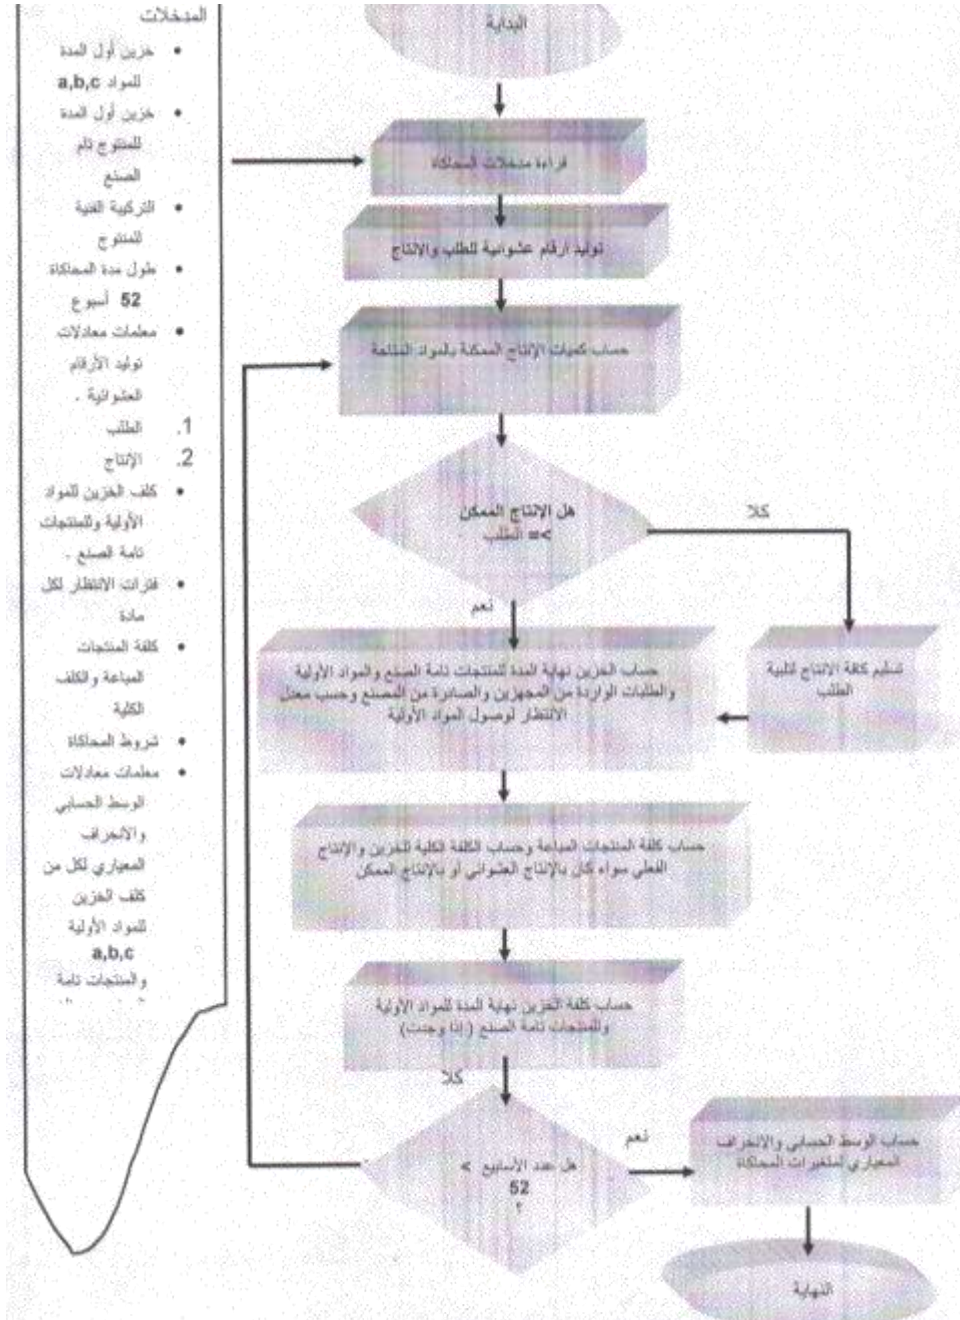 المدخلات
• خزين أول المدة
للمواد a,b,c
• خزين أول المدة
للمنتوج تام
الصنع
• التركيبة الفنية
للمنتوج
• طول مدة المحاكاة
52 أسبوع
• معلمات معادلات
توليد الأرقام
العشوائية .
1. الطلب
2. الإنتاج
• كلف الخزين للمواد
الأولية وللمنتجات
تامة الصنع .
• فترات الانتظار لكل
مادة
• كلفة المنتجات
المباعة والكلف
الكلية
• شروط المحاكاة
• معلمات معادلات
الوسط الحسابي
والانحراف
المعياري لكل من
كلف الخزين
للمواد الأولية
a,b,c
والمنتجات تامة
البداية
قراءة مدخلات المحاكاة
توليد ارقام عشوائية للطلب والانتاج
حساب كميات الإنتاج الممكنة بالمواد المتاحة
هل الانتاج الممكن
>= الطلب
كلا
نعم
تسليم كافة الانتاج لتلبية
الطلب
حساب الخزين نهاية المدة للمنتجات تامة الصنع والمواد الأولية
والطلبات الواردة من المجهزين والصادرة من المصنع وحسب معدل
الانتظار لوصول المواد الأولية
حساب كلفة المنتجات المباعة وحساب الكلفة الكلية للخزين والإنتاج
الفعلي سواء كان بالإنتاج العشوائي أو بالإنتاج الممكن
حساب كلفة الخزين نهاية المدة للمواد الأولية
وللمنتجات تامة الصنع ( إذا وجدت)
كلا
هل عدد الأسابيع >
52
؟
نعم
حساب الوسط الحسابي والانحراف
المعياري لمتغيرات المحاكاة
النهاية